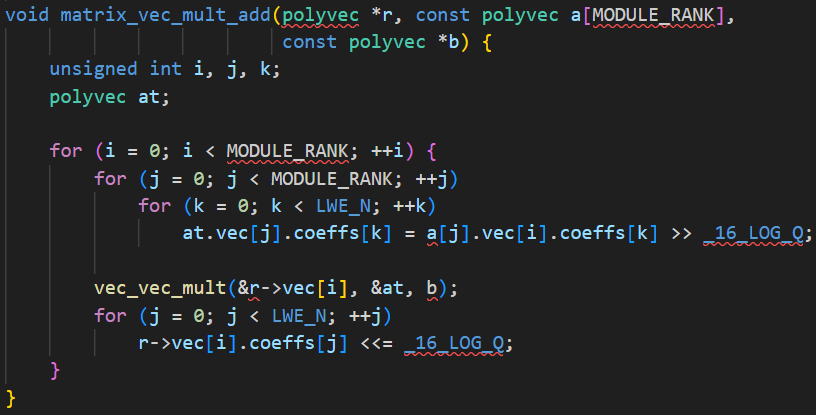 void matrix_vec_mult_add(polyvec *r, const polyvec a[MODULE_RANK],
                         const polyvec *b) {
    unsigned int i, j, k;
    polyvec at;

    for (i = 0; i < MODULE_RANK; ++i) {
        for (j = 0; j < MODULE_RANK; ++j)
            for (k = 0; k < LWE_N; ++k)
                at.vec[j].coeffs[k] = a[j].vec[i].coeffs[k] >> _16_LOG_Q;

        vec_vec_mult(&r->vec[i], &at, b);
        for (j = 0; j < LWE_N; ++j)
            r->vec[i].coeffs[j] <<= _16_LOG_Q;
    }
}